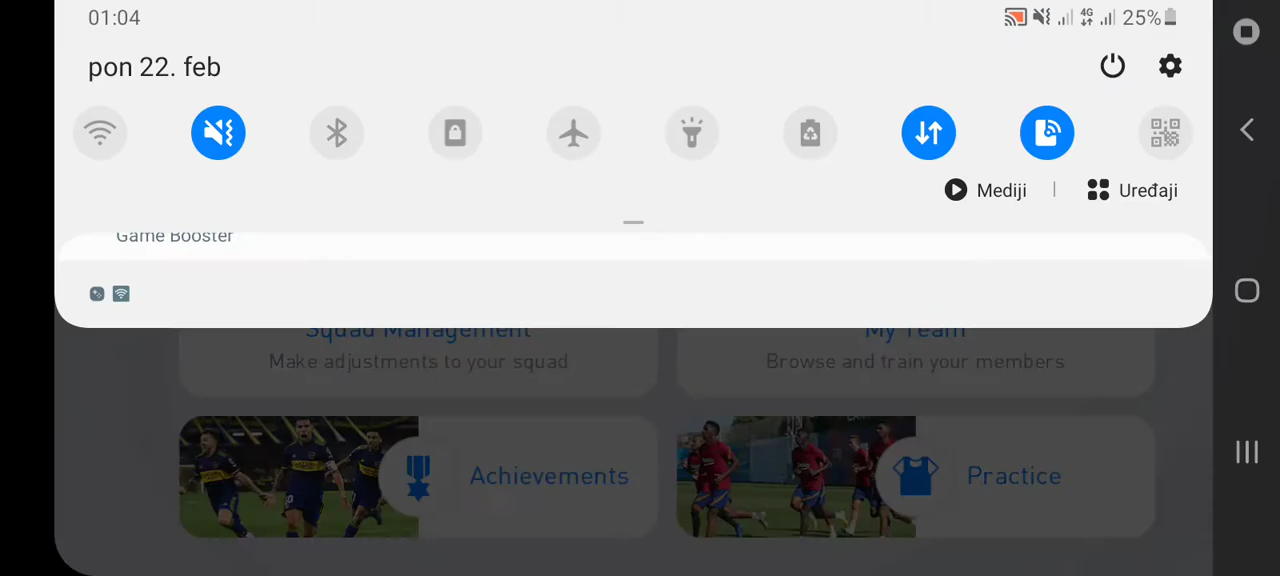 01:04
4G
25%
pon 22. feb
Mediji
Uređaji
Game Booster
Squad Management
My Team
Make adjustments to your squad
Browse and train your members
Achievements
Practice